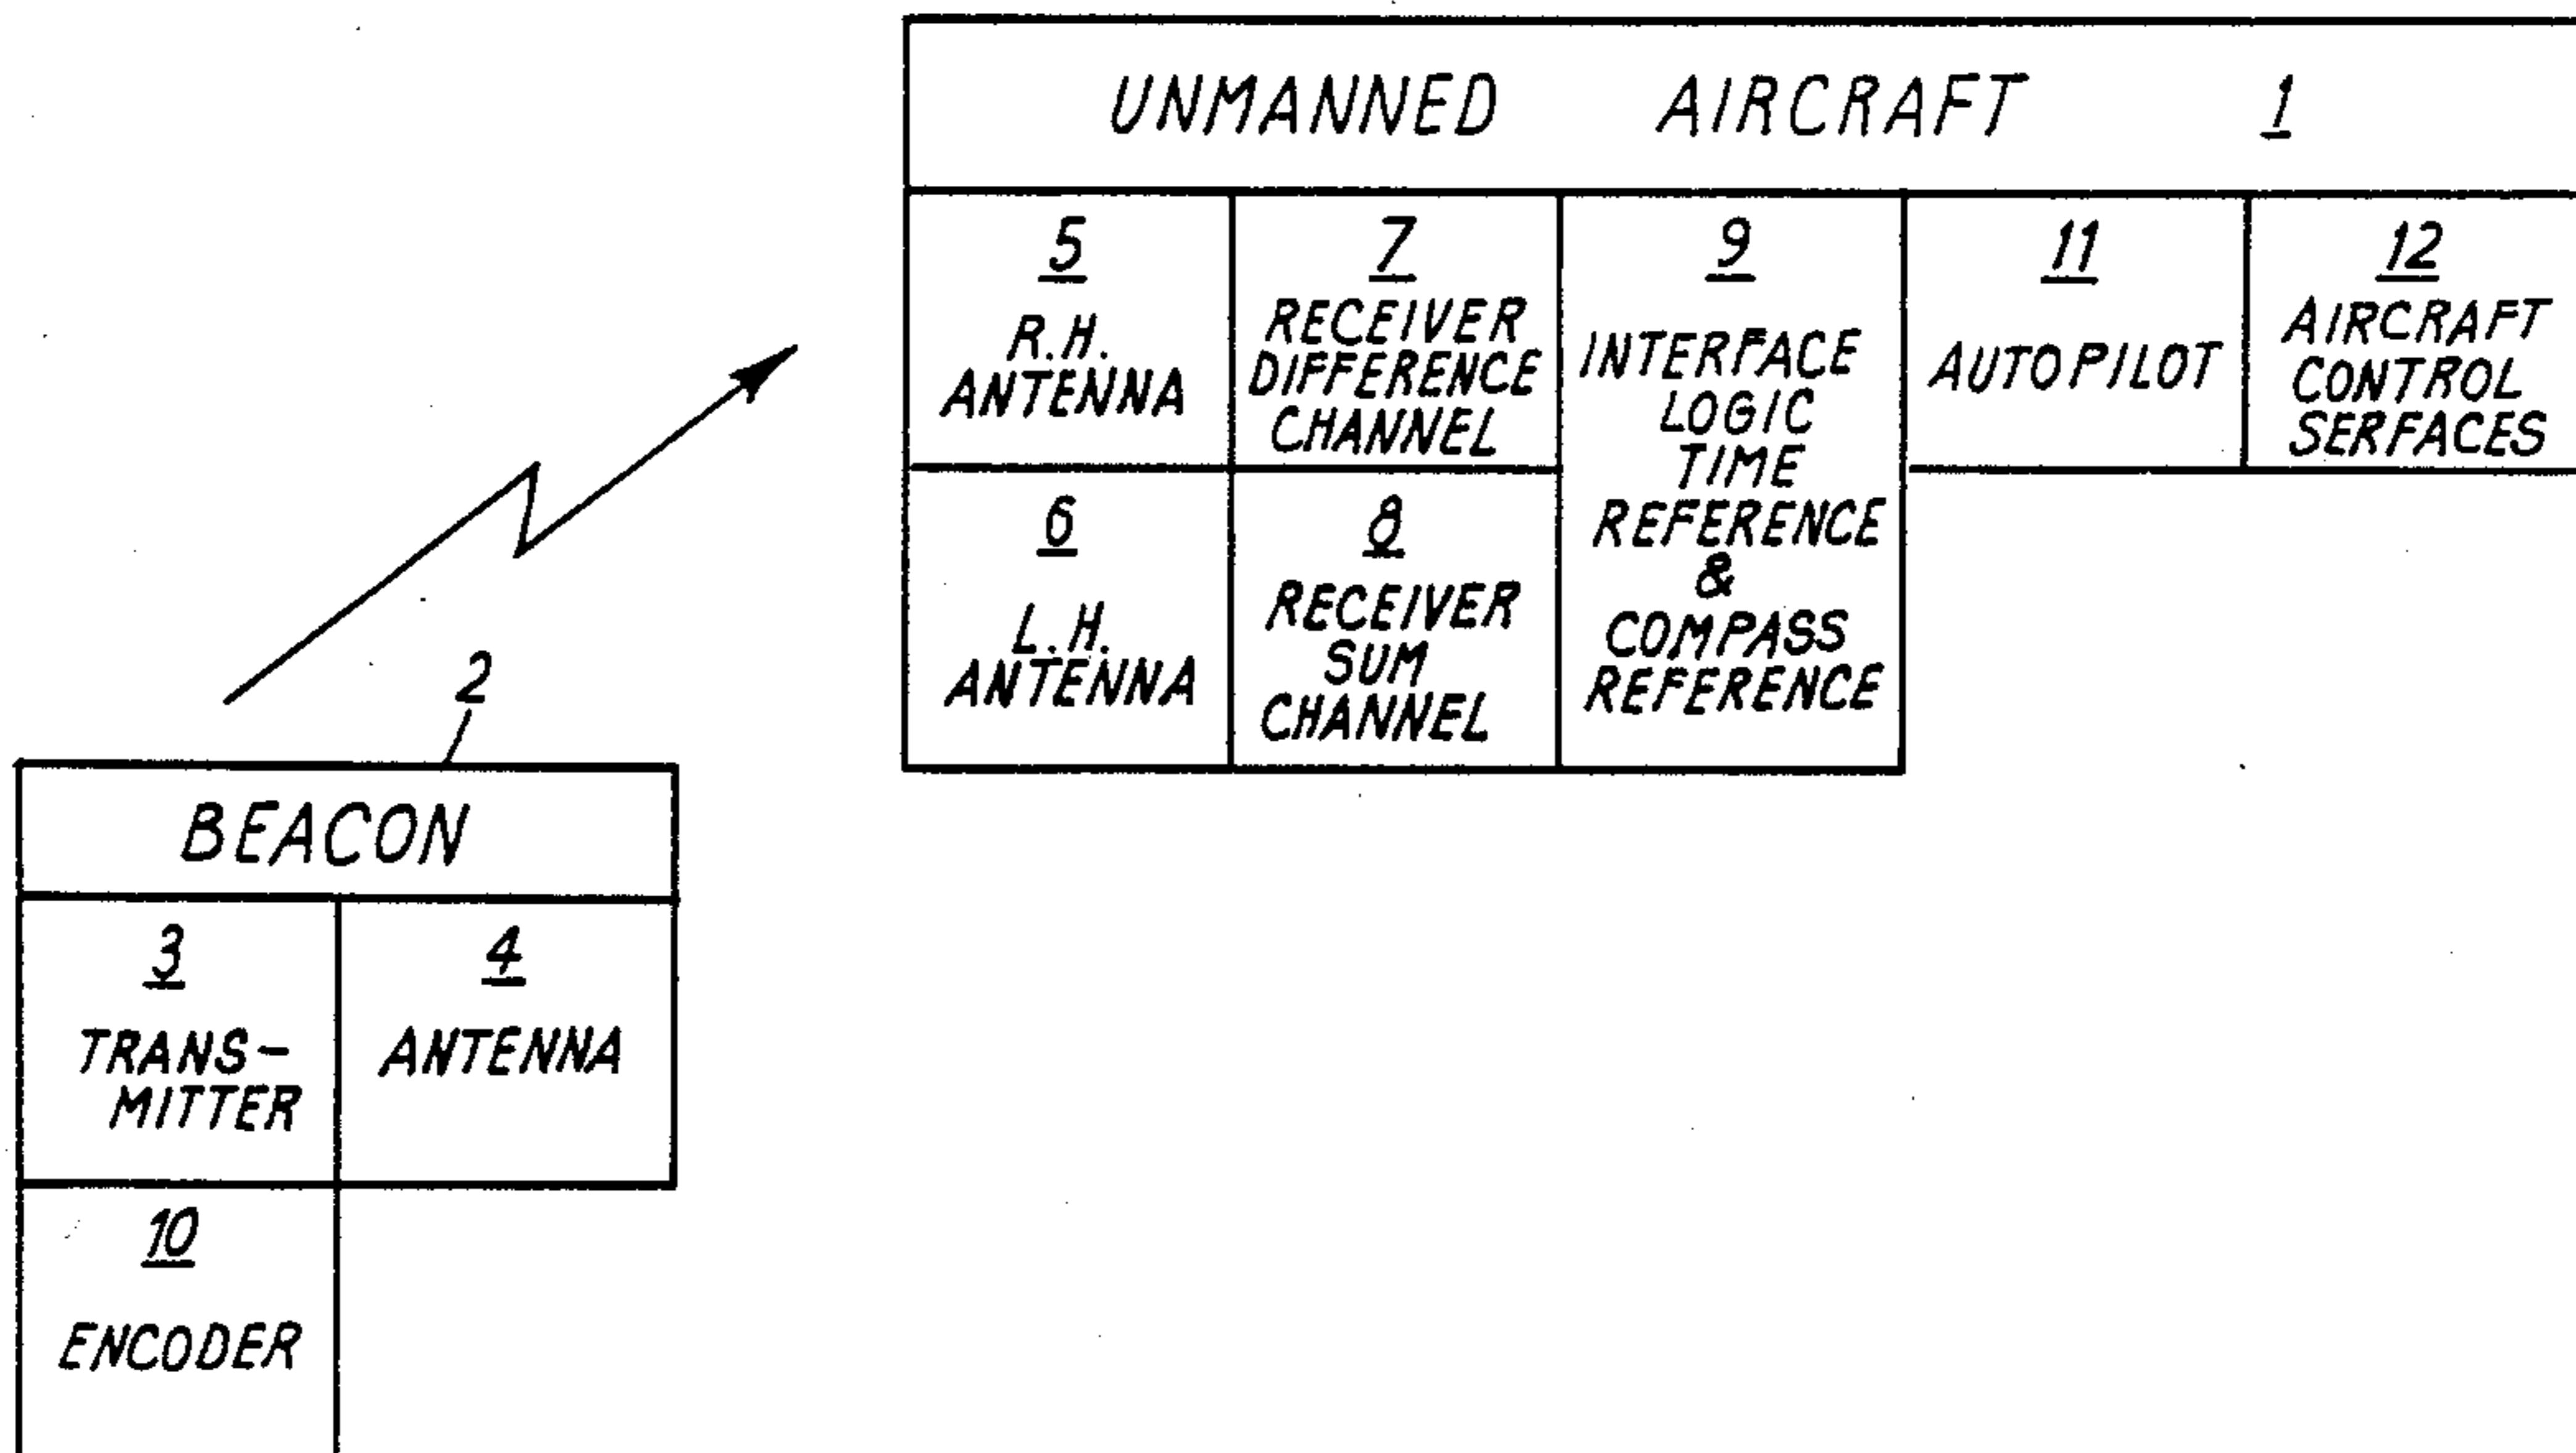 UNMANNED AIRCRAFT 1
5
R.H.
ANTENNA
7
RECEIVER
DIFFERENCE
CHANNEL
9
INTERFACE
LOGIC
TIME
REFERENCE
&
COMPASS
REFERENCE
11
AUTOPILOT
12
AIRCRAFT
CONTROL
SERFACES
6
L.H.
ANTENNA
8
RECEIVER
SUM
CHANNEL
2
BEACON
3
TRANS-
MITTER
4
ANTENNA
10
ENCODER